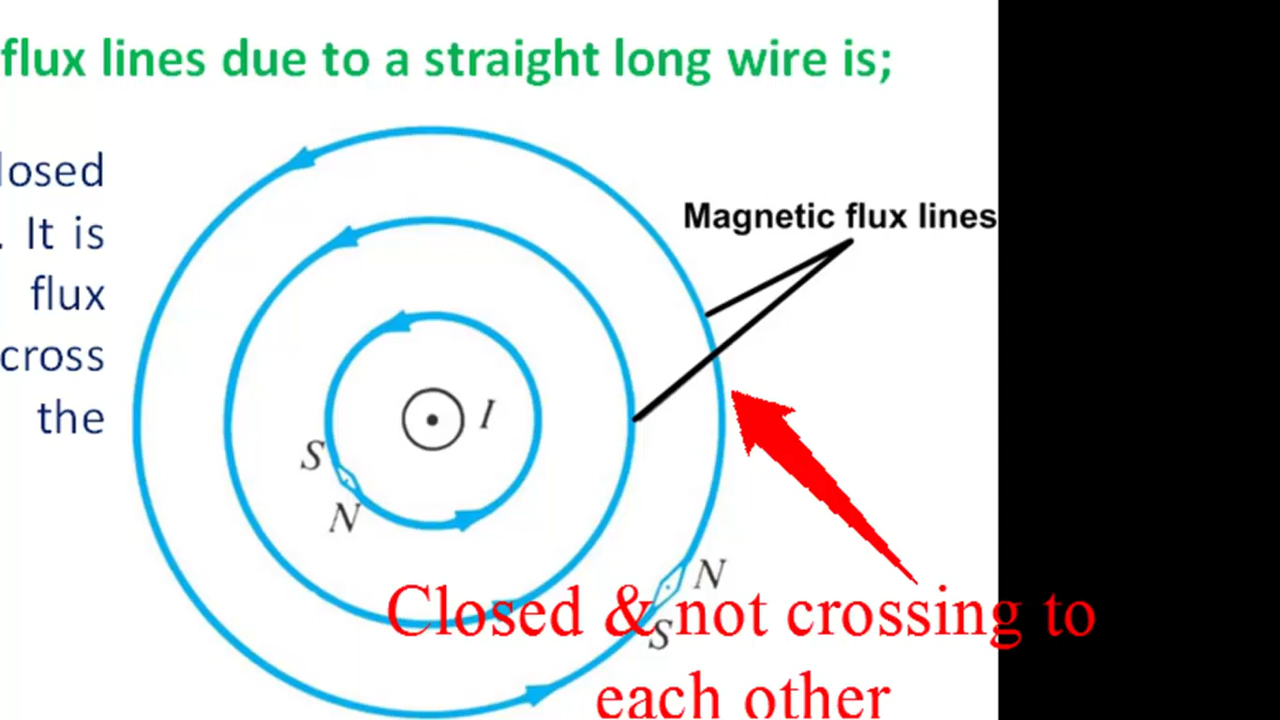 flux lines due to a straight long wire is;
losed
. It is
flux
cross
the
Magnetic flux lines
I
S
N
N
S
Closed & not crossing to
each other